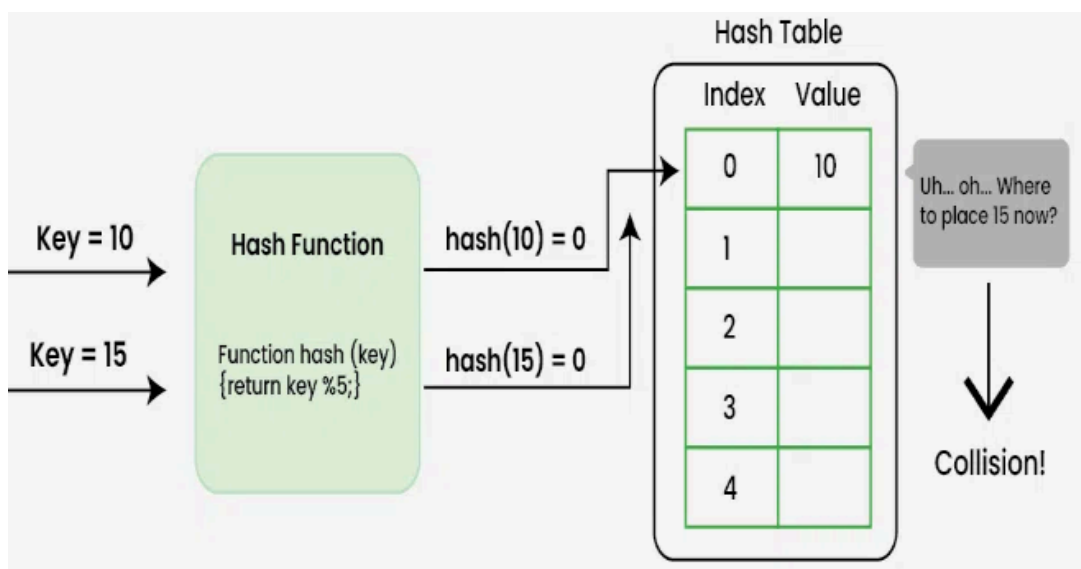 Hash Table
Index Value
0 10
1
2
3
4
Key = 10
Key = 15
Hash Function
Function hash (key)
{return key %5;}
hash(10) = 0
hash(15) = 0
Uh... oh... Where
to place 15 now?
Collision!